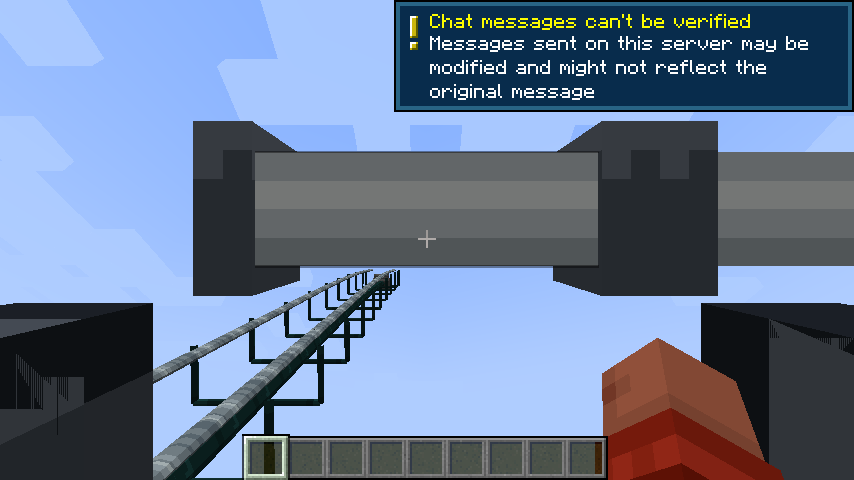 Chat messages can't be verified
Messages sent on this server may be
modified and might not reflect the
original message